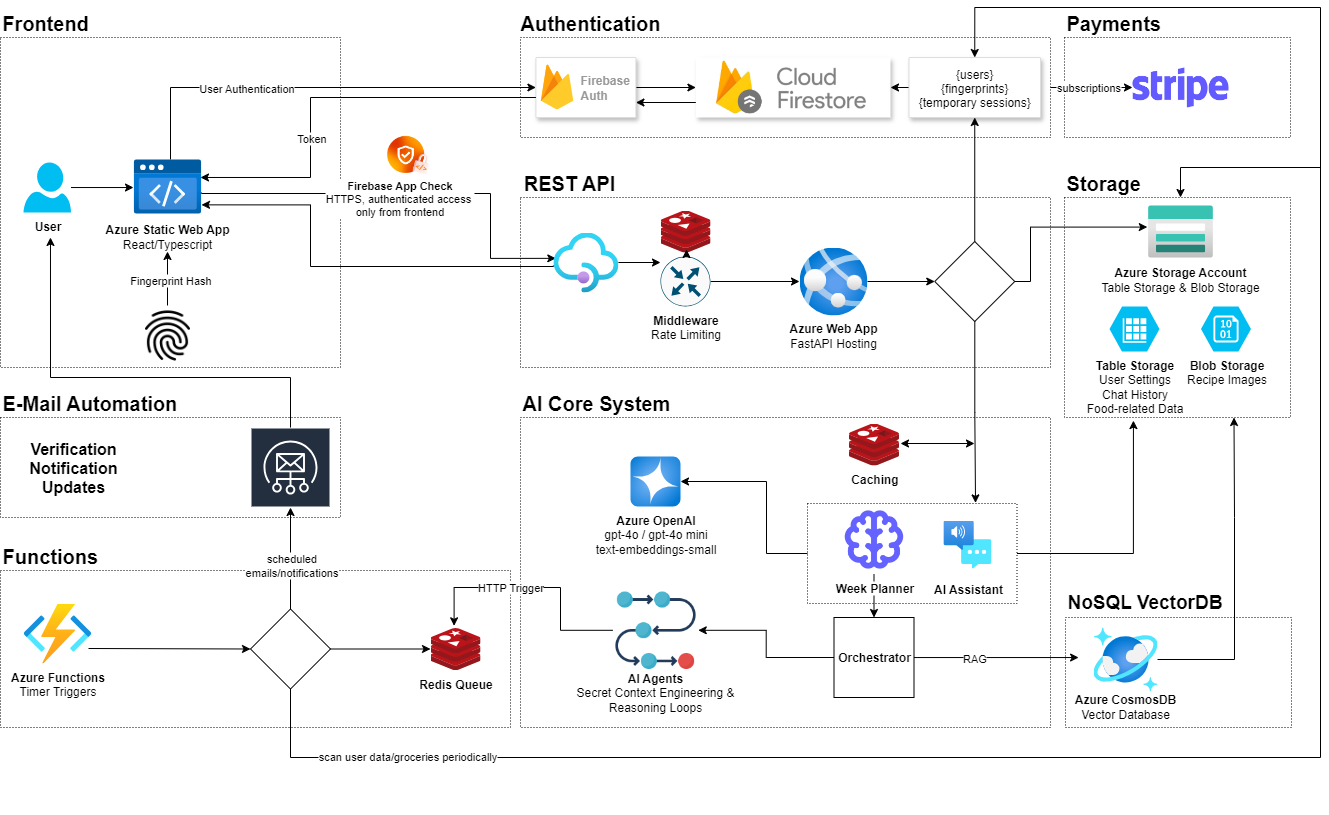 Frontend
Authentication
Payments
User Authentication
Firebase
Auth
Cloud
Firestore
{users}
{fingerprints}
{temporary sessions}
subscriptions
stripe
Token
Firebase App Check
HTTPS, authenticated access
only from frontend
User
Azure Static Web App
React/Typescript
Fingerprint Hash
REST API
Middleware
Rate Limiting
Azure Web App
FastAPI Hosting
Storage
Azure Storage Account
Table Storage & Blob Storage
10
01
Table Storage
User Settings
Chat History
Food-related Data
Blob Storage
Recipe Images
E-Mail Automation
Verification
Notification
Updates
AI Core System
Caching
Azure OpenAI
gpt-4o / gpt-4o mini
text-embeddings-small
Week Planner
AI Assistant
Functions
scheduled
emails/notifications
HTTP Trigger
Azure Functions
Timer Triggers
Redis Queue
AI Agents
Secret Context Engineering &
Reasoning Loops
Orchestrator
RAG
NoSQL VectorDB
Azure CosmosDB
Vector Database
scan user data/groceries periodically